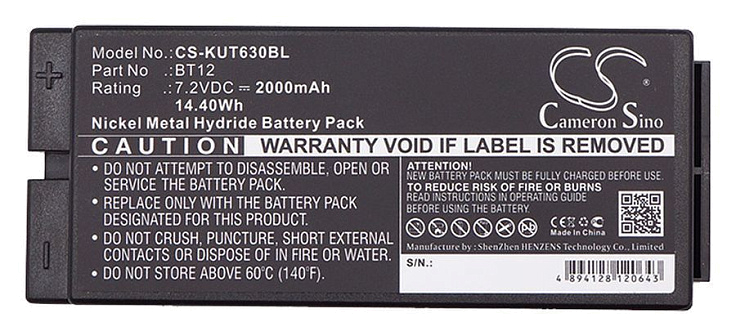 Model No.: CS-KUT630BL
Part No : BT12
Rating : 7.2VDC ⎓ 2000mAh
14.40Wh
Nickel Metal Hydride Battery Pack
CS
Cameron Sino
CAUTION WARRANTY VOID IF LABEL IS REMOVED
• DO NOT ATTEMPT TO DISASSEMBLE, OPEN OR
SERVICE THE BATTERY PACK.
• REPLACE ONLY WITH THE BATTERY PACK
DESIGNATED FOR THIS PRODUCT.
• DO NOT CRUSH, PUNCTURE, SHORT EXTERNAL
CONTACTS OR DISPOSE OF IN FIRE OR WATER.
• DO NOT STORE ABOVE 60°C (140°F).
ATTENTION!
NEW BATTERY PACK MUST BE FULLY CHARGED BEFORE USE.
TO REDUCE RISK OF FIRE OR BURNS
READ INSTRUCTIONS IN OPERATING GUIDE
BEFORE USING BATTERY.
Manufacture by : ShenZhen HENZENS Technology Co., Limited
S/N.:
4 894128 120643
+
−